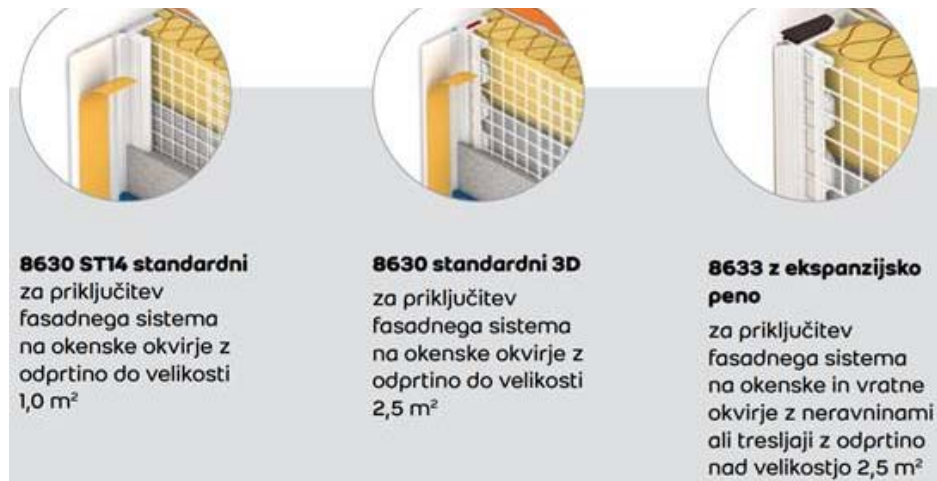 8630 ST14 standardni
za priključitev
fasadnega sistema
na okenske okvirje z
odprtino do velikosti
1,0 m²
8630 standardni 3D
za priključitev
fasadnega sistema
na okenske okvirje z
odprtino do velikosti
2,5 m²
8633 z ekspanzijsko
peno
za priključitev
fasadnega sistema
na okenske in vratne
okvirje z neravninami
ali tresljaji z odprtino
nad velikostjo 2,5 m²